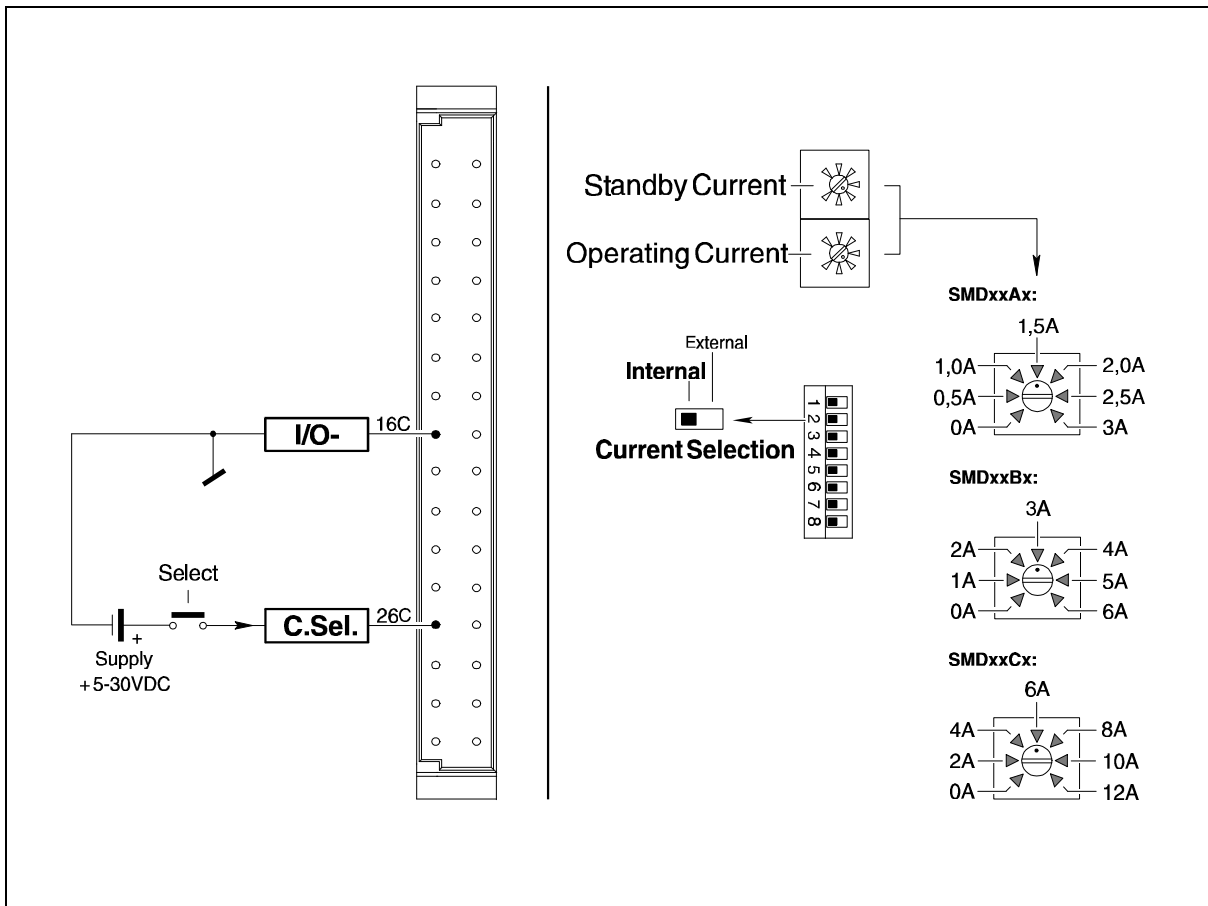 I/O-
16C
Select
C.Sel.
26C
+
Supply
+5-30VDC
Standby Current
Operating Current
External
Internal
Current Selection
1
2
3
4
5
6
7
8
SMDxxAx:
1,5A
1,0A
2,0A
0,5A
2,5A
0A
3A
SMDxxBx:
3A
2A
4A
1A
5A
0A
6A
SMDxxCx:
6A
4A
8A
2A
10A
0A
12A